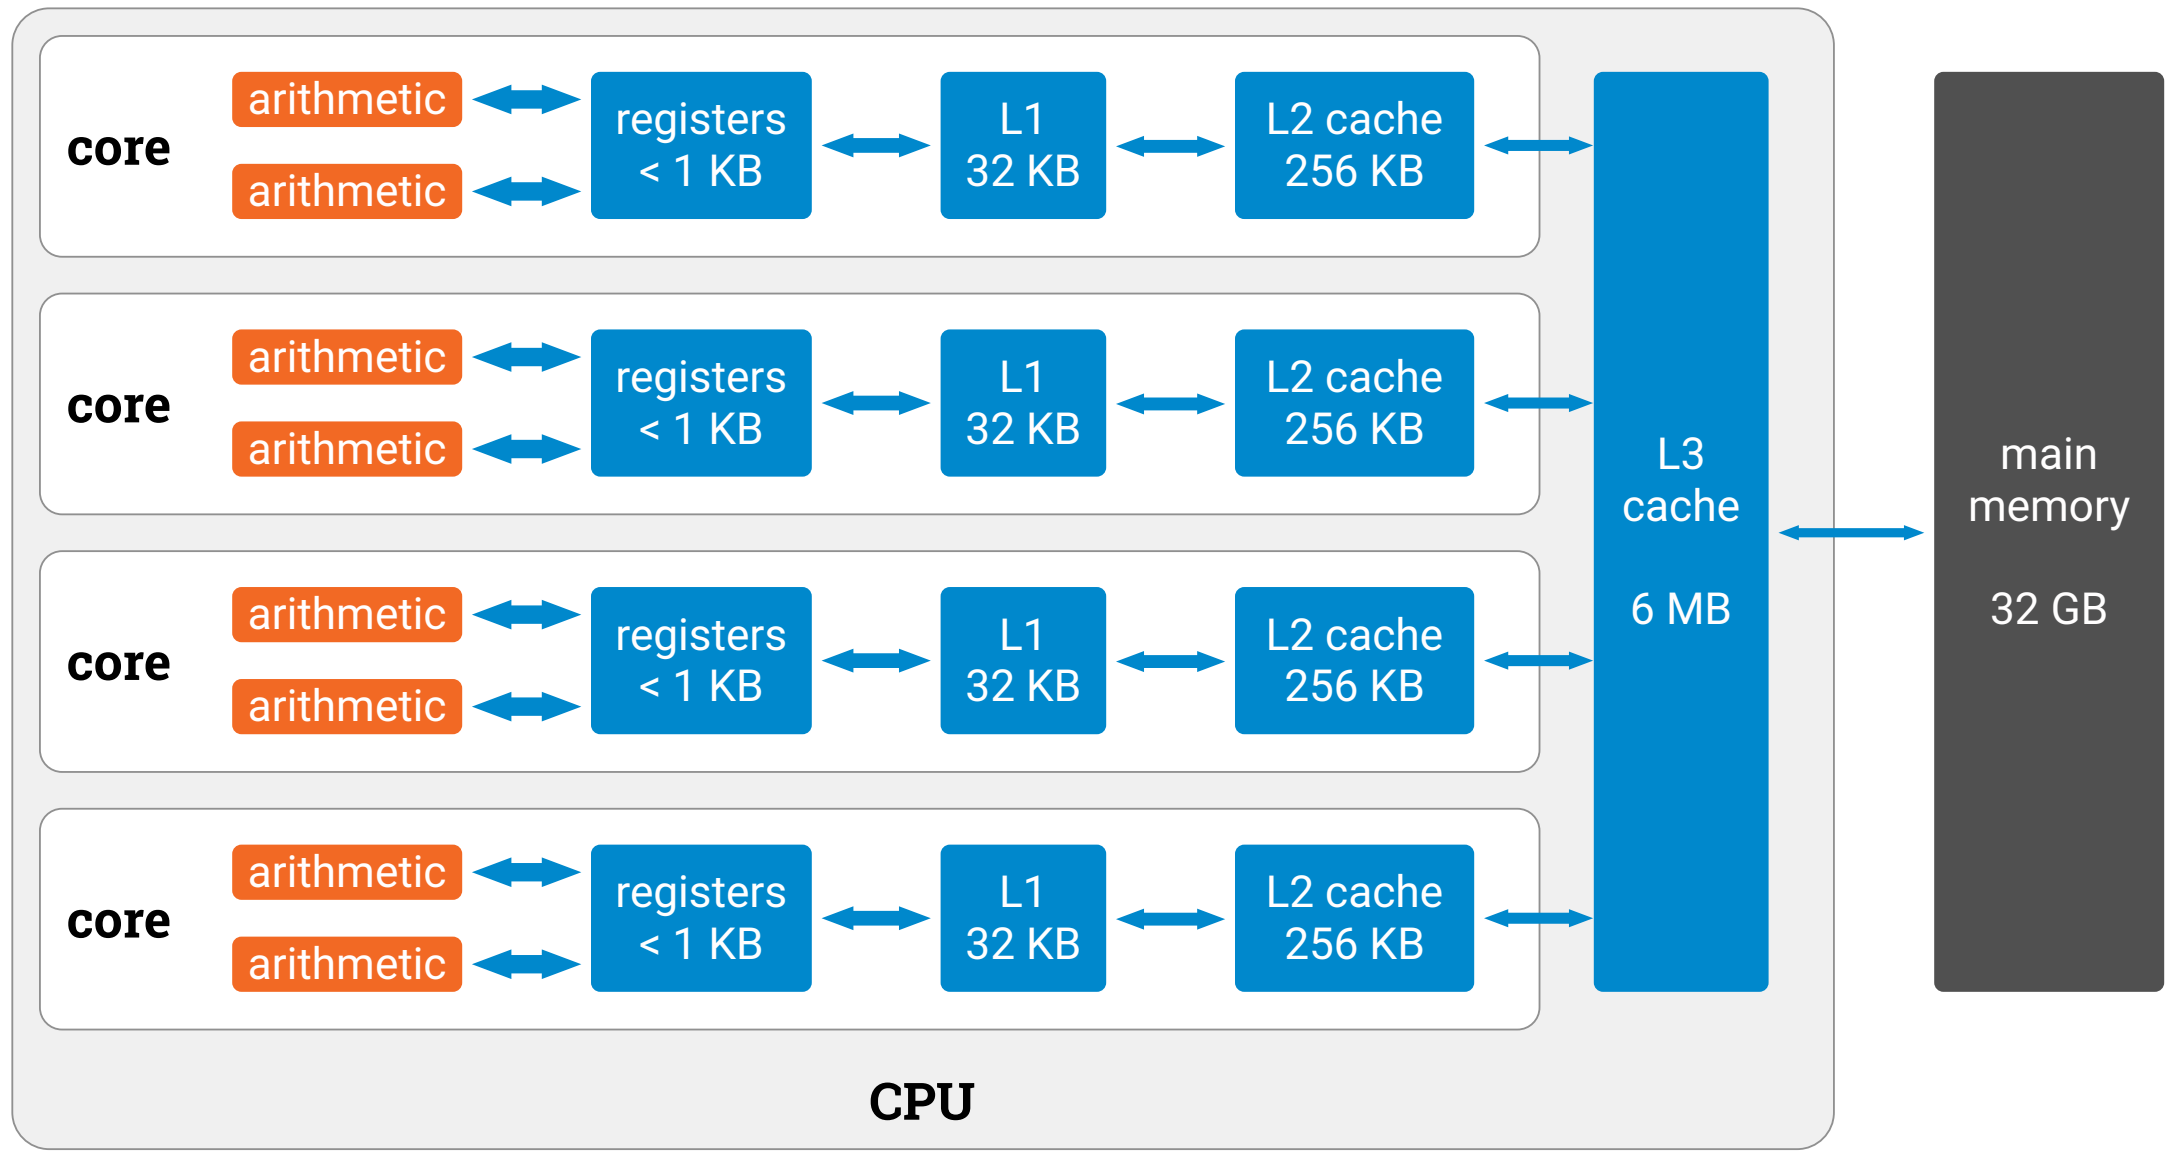 core
arithmetic
arithmetic
registers
< 1 KB
L1
32 KB
L2 cache
256 KB
core
arithmetic
arithmetic
registers
< 1 KB
L1
32 KB
L2 cache
256 KB
core
arithmetic
arithmetic
registers
< 1 KB
L1
32 KB
L2 cache
256 KB
core
arithmetic
arithmetic
registers
< 1 KB
L1
32 KB
L2 cache
256 KB
L3
cache
6 MB
main
memory
32 GB
CPU